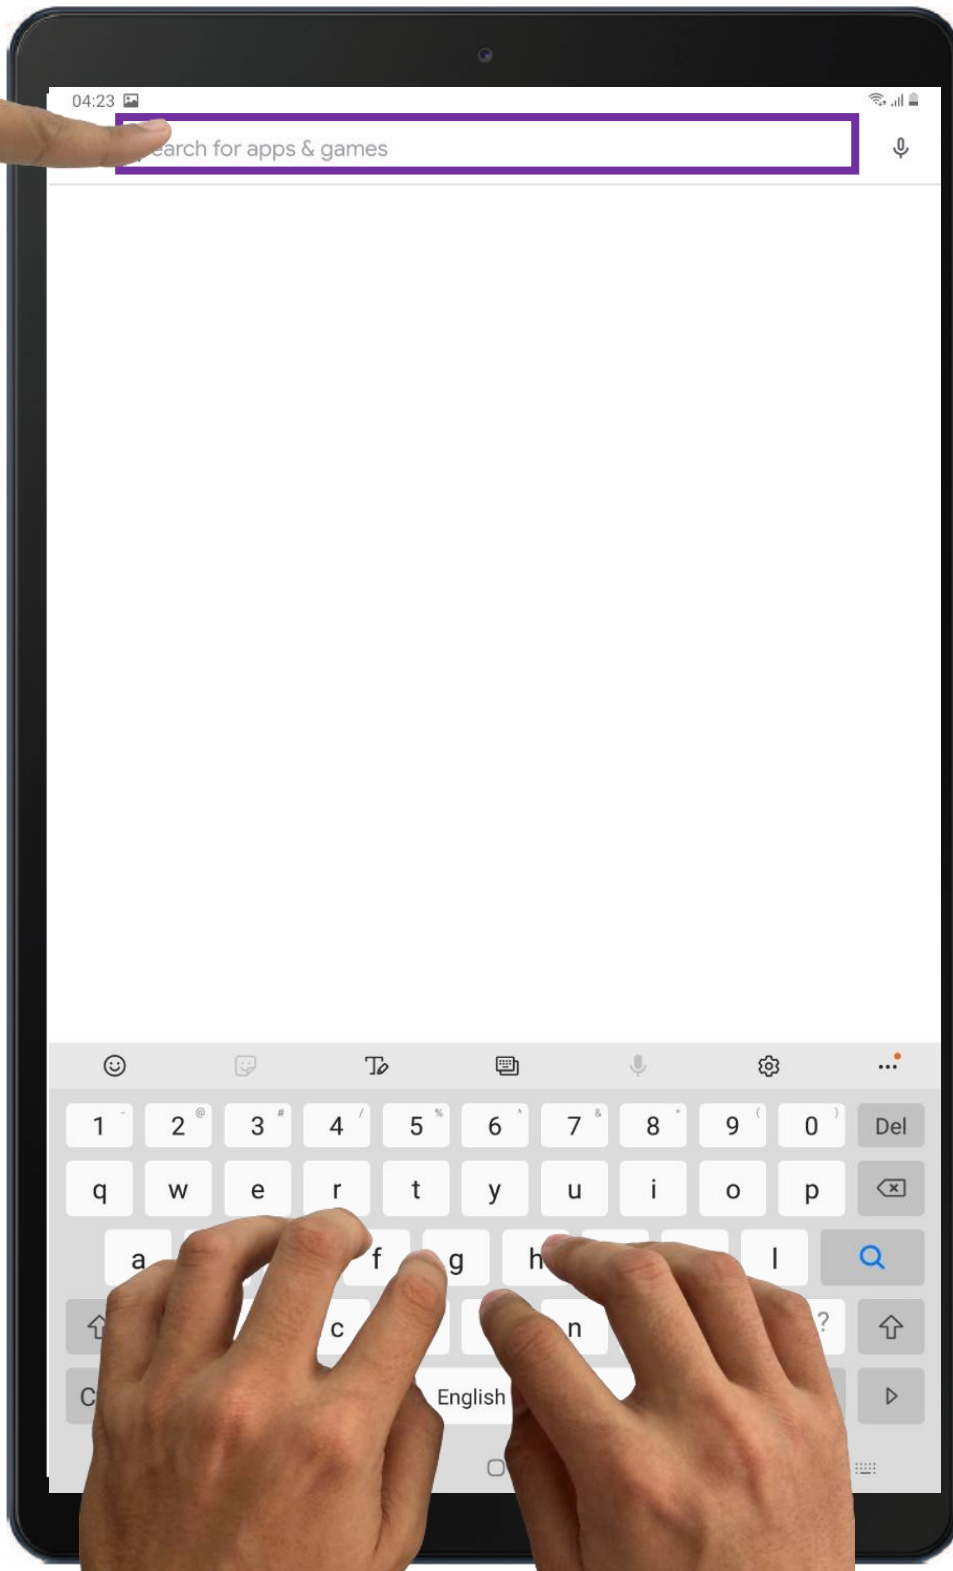 04:23
earch for apps & games
1 - 2 @ 3 # 4 / 5 % 6 ^ 7 & 8 * 9 ( 0 ) Del
q w e r t y u i o p
a f g h l
c n ?
C English